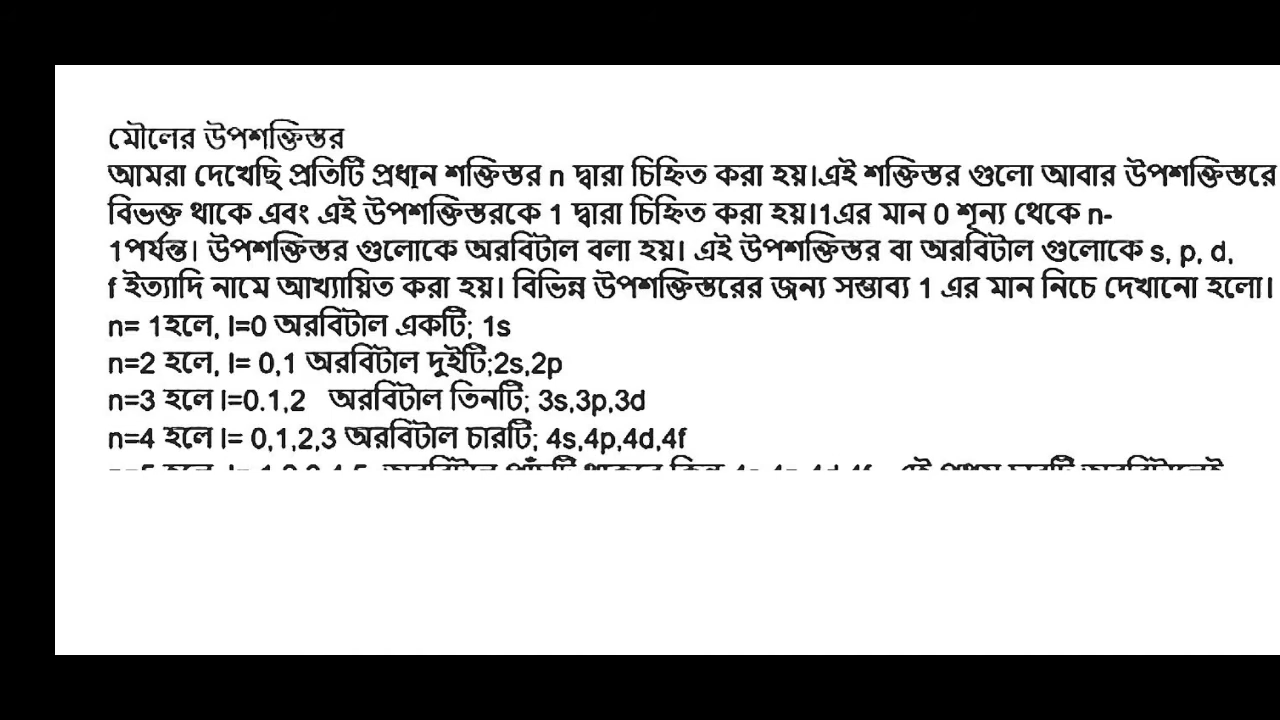 মৌলের উপশক্তিস্তর
আমরা দেখেছি প্রতিটি প্রধান শক্তিস্তর n দ্বারা চিহ্নিত করা হয়।এই শক্তিস্তর গুলো আবার উপশক্তিস্তরে
বিভক্ত থাকে এবং এই উপশক্তিস্তরকে 1 দ্বারা চিহ্নিত করা হয়।1এর মান 0 শূন্য থেকে n-
1পর্যন্ত। উপশক্তিস্তর গুলোকে অরবিটাল বলা হয়। এই উপশক্তিস্তর বা অরবিটাল গুলোকে s, p, d,
f ইত্যাদি নামে আখ্যায়িত করা হয়। বিভিন্ন উপশক্তিস্তরের জন্য সম্ভাব্য 1 এর মান নিচে দেখানো হলো।
n= 1হলে, l=0 অরবিটাল একটি; 1s
n=2 হলে, l= 0,1 অরবিটাল দুইটি;2s,2p
n=3 হলে l=0.1,2 অরবিটাল তিনটি; 3s,3p,3d
n=4 হলে l= 0,1,2,3 অরবিটাল চারটি; 4s,4p,4d,4f